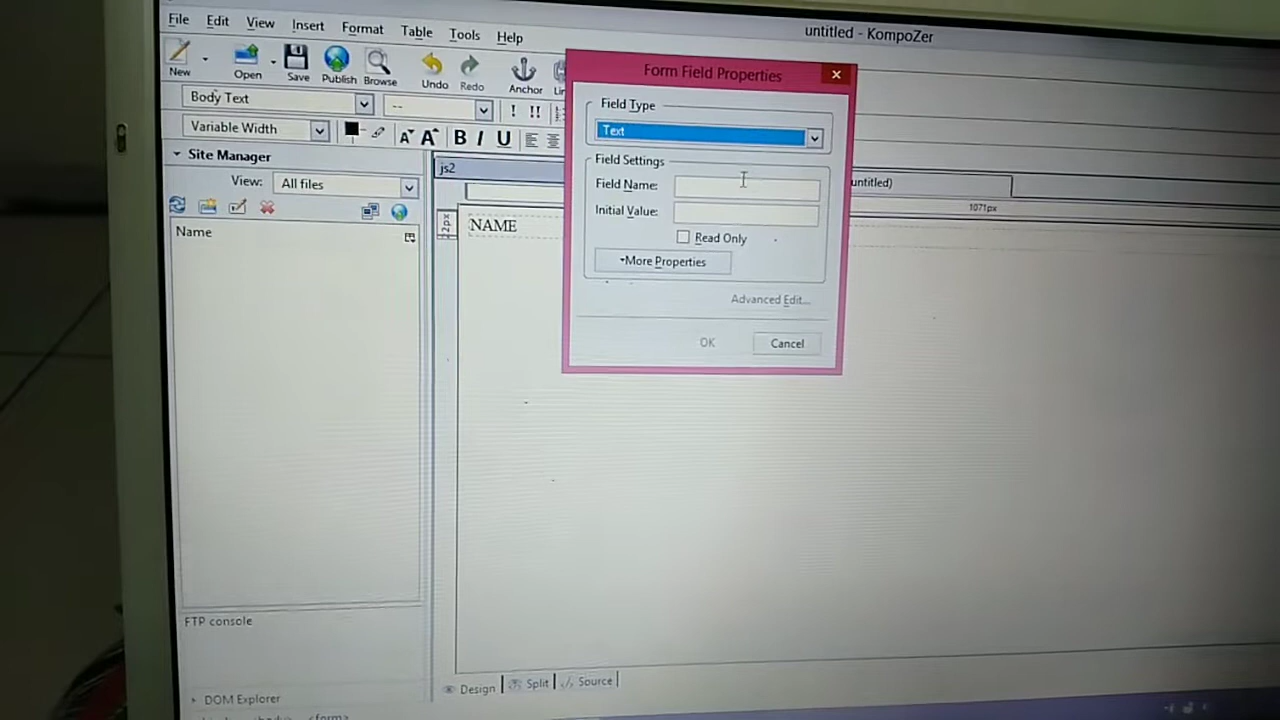 untitled - KompoZer
File Edit View Insert Format Table Tools Help
New Open Save Publish Browse Undo Redo Anchor
Body Text --
! !!
Variable Width
A A B I U
Site Manager
View: All files
Name
FTP console
DOM Explorer
js2
untitled)
1071px
NAME
Form Field Properties
Field Type
Text
Field Settings
Field Name:
Initial Value:
Read Only
More Properties
Advanced Edit...
OK Cancel
Design Split Source
<form>